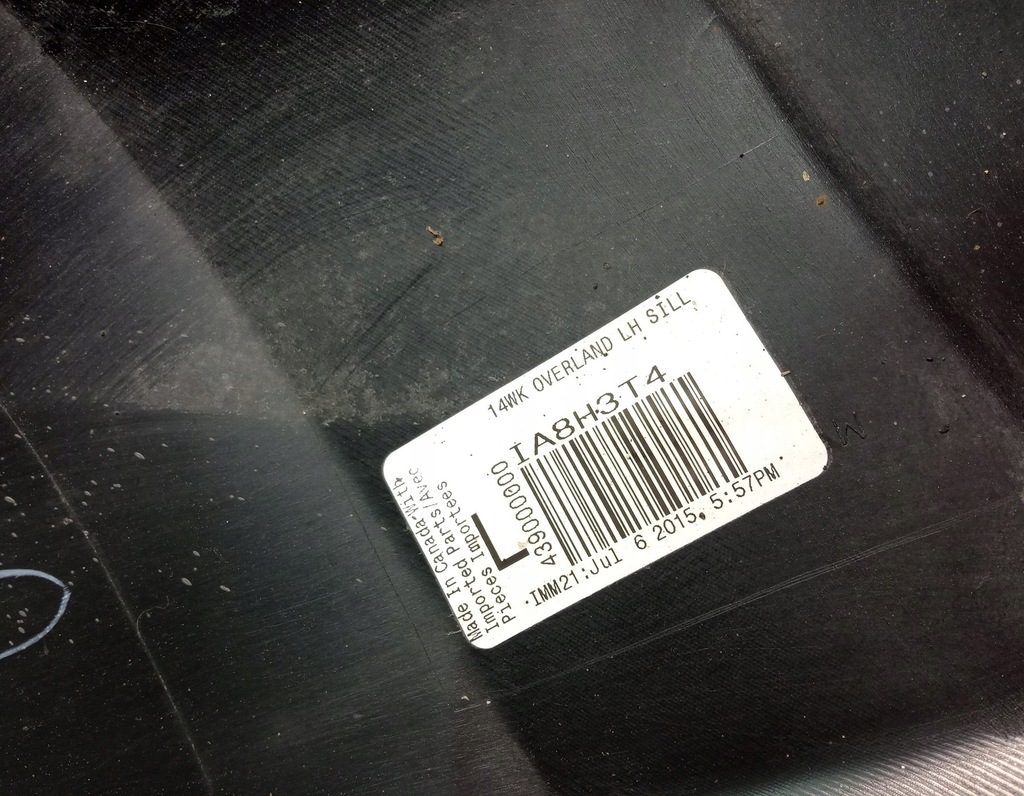 14WK OVERLAND LH SILL
IA8H3T4
L
439000000
IMM21:Jul 6 2015, 5:57PM
Made In Canada With
Imported Parts/Avec
Pieces Importees
W